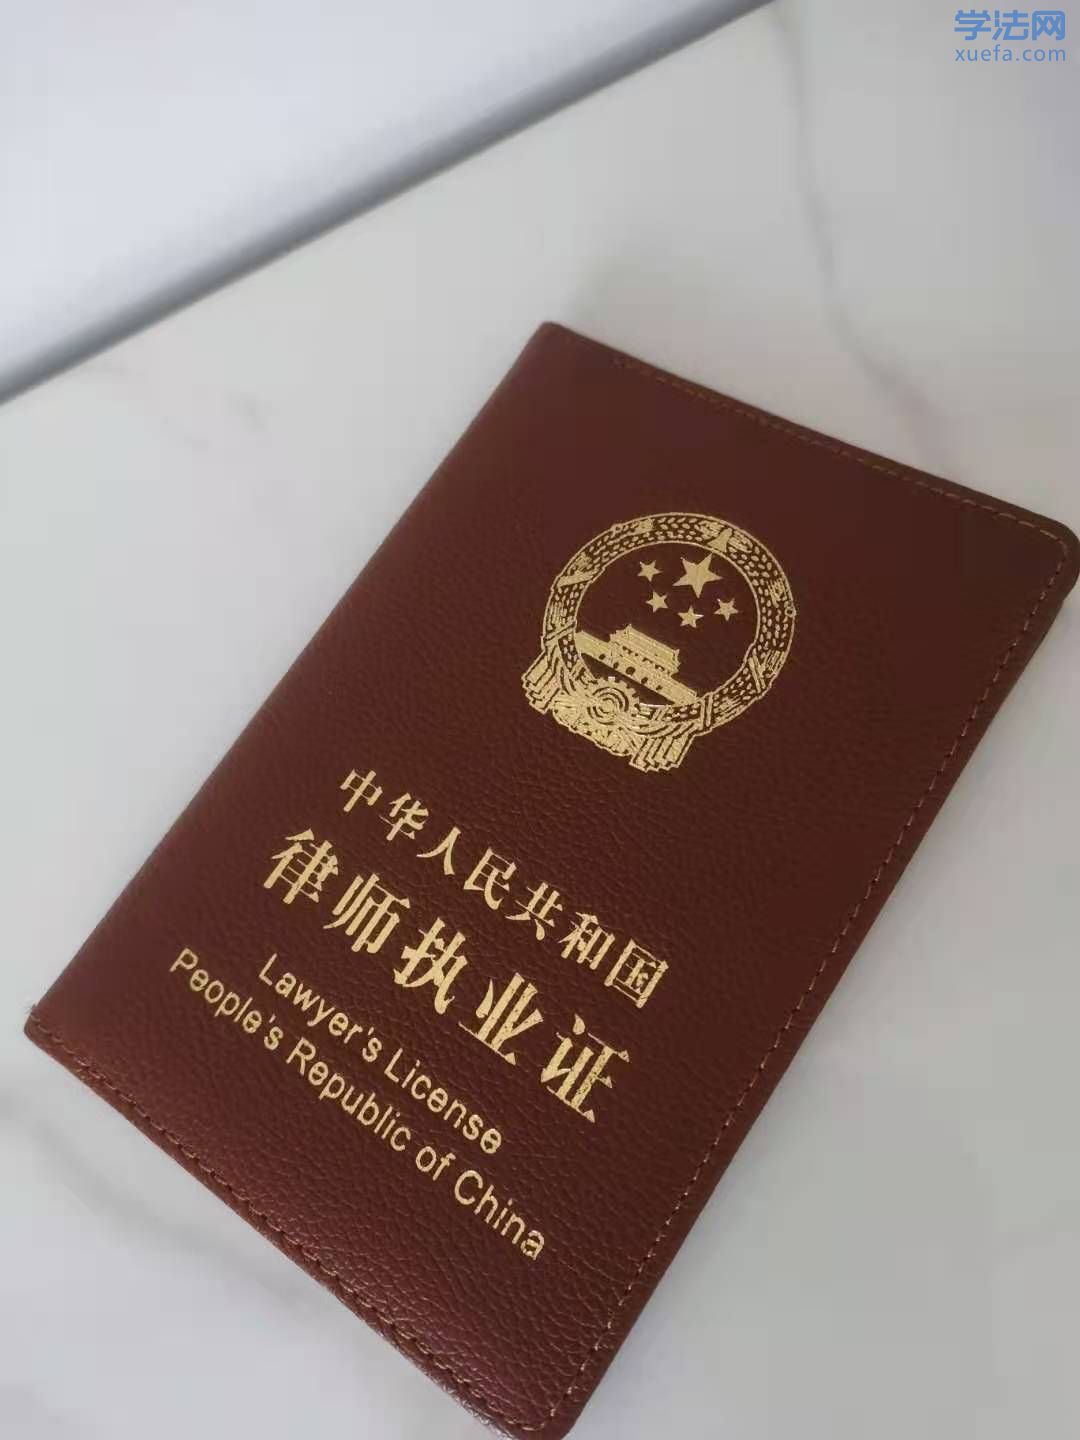 学法网
xuefa.com
中华人民共和国
律师执业证
Lawyer's License
People's Republic of China